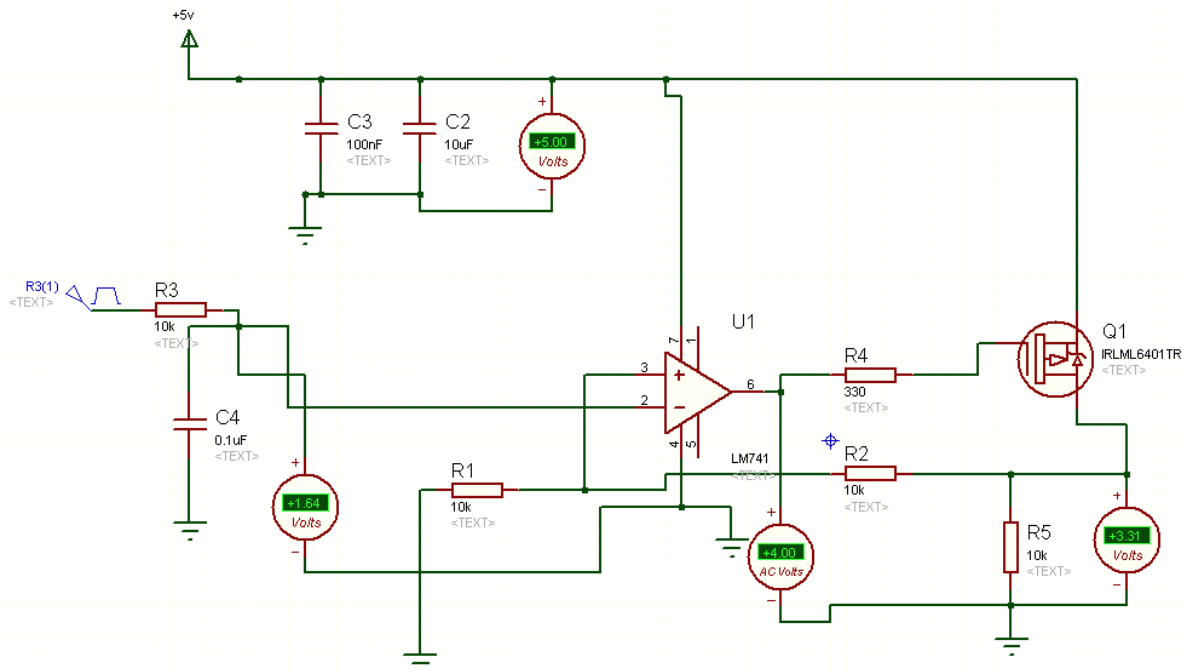 +5v
C3
100nF
<TEXT>
C2
10uF
<TEXT>
+5.00
Volts
R3(1)
<TEXT>
R3
10k
<TEXT>
C4
0.1uF
<TEXT>
+1.64
Volts
R1
10k
<TEXT>
U1
7
1
3
2
6
4
5
LM741
<TEXT>
R4
330
<TEXT>
Q1
IRLML6401TR
<TEXT>
R2
10k
<TEXT>
+4.00
AC Volts
R5
10k
<TEXT>
+3.31
Volts